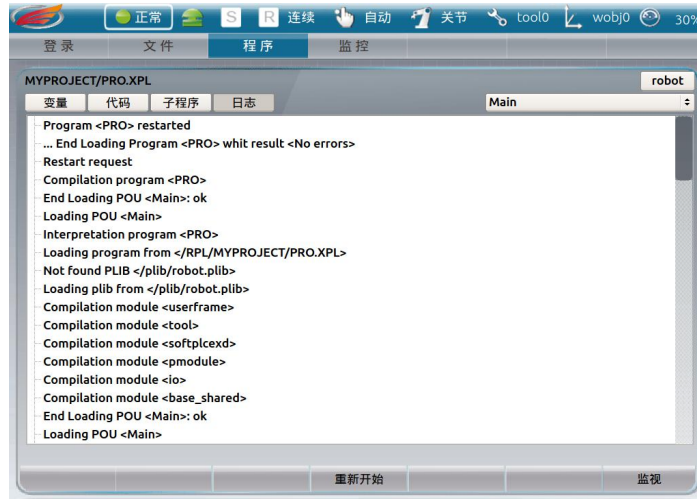 正常 S R 连续 自动 关节 tool0 wobj0 30%
登录 文件 程序 监控
MYPROJECT/PRO.XPL robot
变量 代码 子程序 日志 Main
Program <PRO> restarted
... End Loading Program <PRO> whit result <No errors>
Restart request
Compilation program <PRO>
End Loading POU <Main>: ok
Loading POU <Main>
Interpretation program <PRO>
Loading program from </RPL/MYPROJECT/PRO.XPL>
Not found PLIB </plib/robot.plib>
Loading plib from </plib/robot.plib>
Compilation module <userframe>
Compilation module <tool>
Compilation module <softplcexd>
Compilation module <pmodule>
Compilation module <io>
Compilation module <base_shared>
End Loading POU <Main>: ok
Loading POU <Main>
重新开始 监视